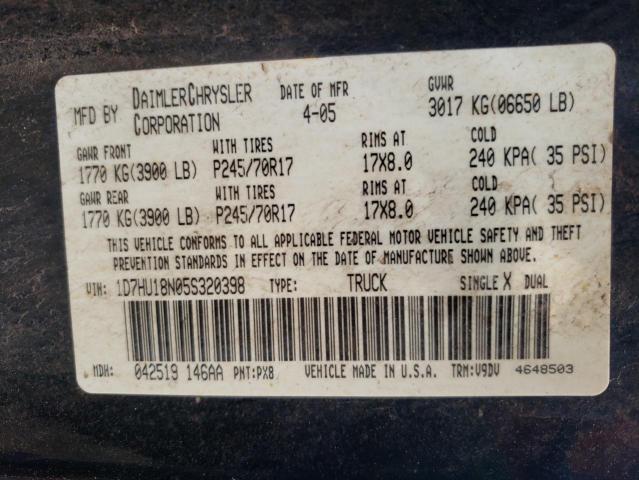 MFD BY DAIMLERCHRYSLER CORPORATION DATE OF MFR 4-05 GVWR 3017 KG(06650 LB)
GAWR FRONT WITH TIRES RIMS AT COLD
1770 KG(3900 LB) P245/70R17 17X8.0 240 KPA( 35 PSI)
GAWR REAR WITH TIRES RIMS AT COLD
1770 KG(3900 LB) P245/70R17 17X8.0 240 KPA( 35 PSI)
THIS VEHICLE CONFORMS TO ALL APPLICABLE FEDERAL MOTOR VEHICLE SAFETY AND THEFT
PREVENTION STANDARDS IN EFFECT ON THE DATE OF MANUFACTURE SHOWN ABOVE.
VIN: 1D7HU18N05S320398 TYPE: TRUCK SINGLE X DUAL
MDH: 042519 146AA PNT:PX8 VEHICLE MADE IN U.S.A. TRM:V9DV 4648503